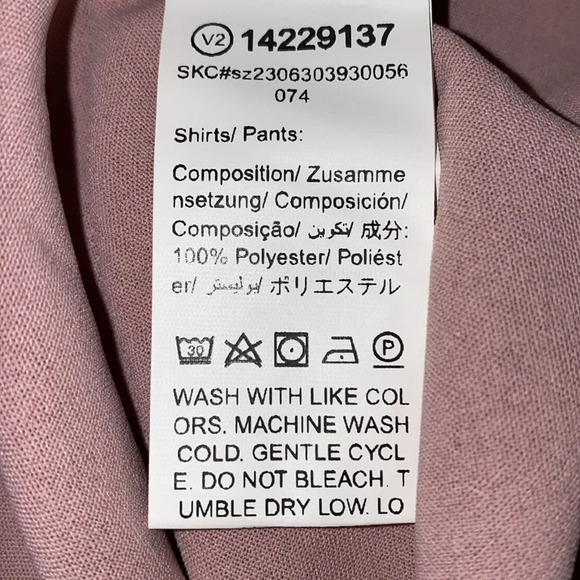 V2 14229137
SKC#sz2306303930056
074
Shirts/ Pants:
Composition/ Zusamme
nsetzung/ Composición/
Composição/ تكوين/ 成分:
100% Polyester/ Poliést
er/ بوليستر/ ポリエステル
30 P
WASH WITH LIKE COL
ORS. MACHINE WASH
COLD. GENTLE CYCL
E. DO NOT BLEACH. T
UMBLE DRY LOW. LO